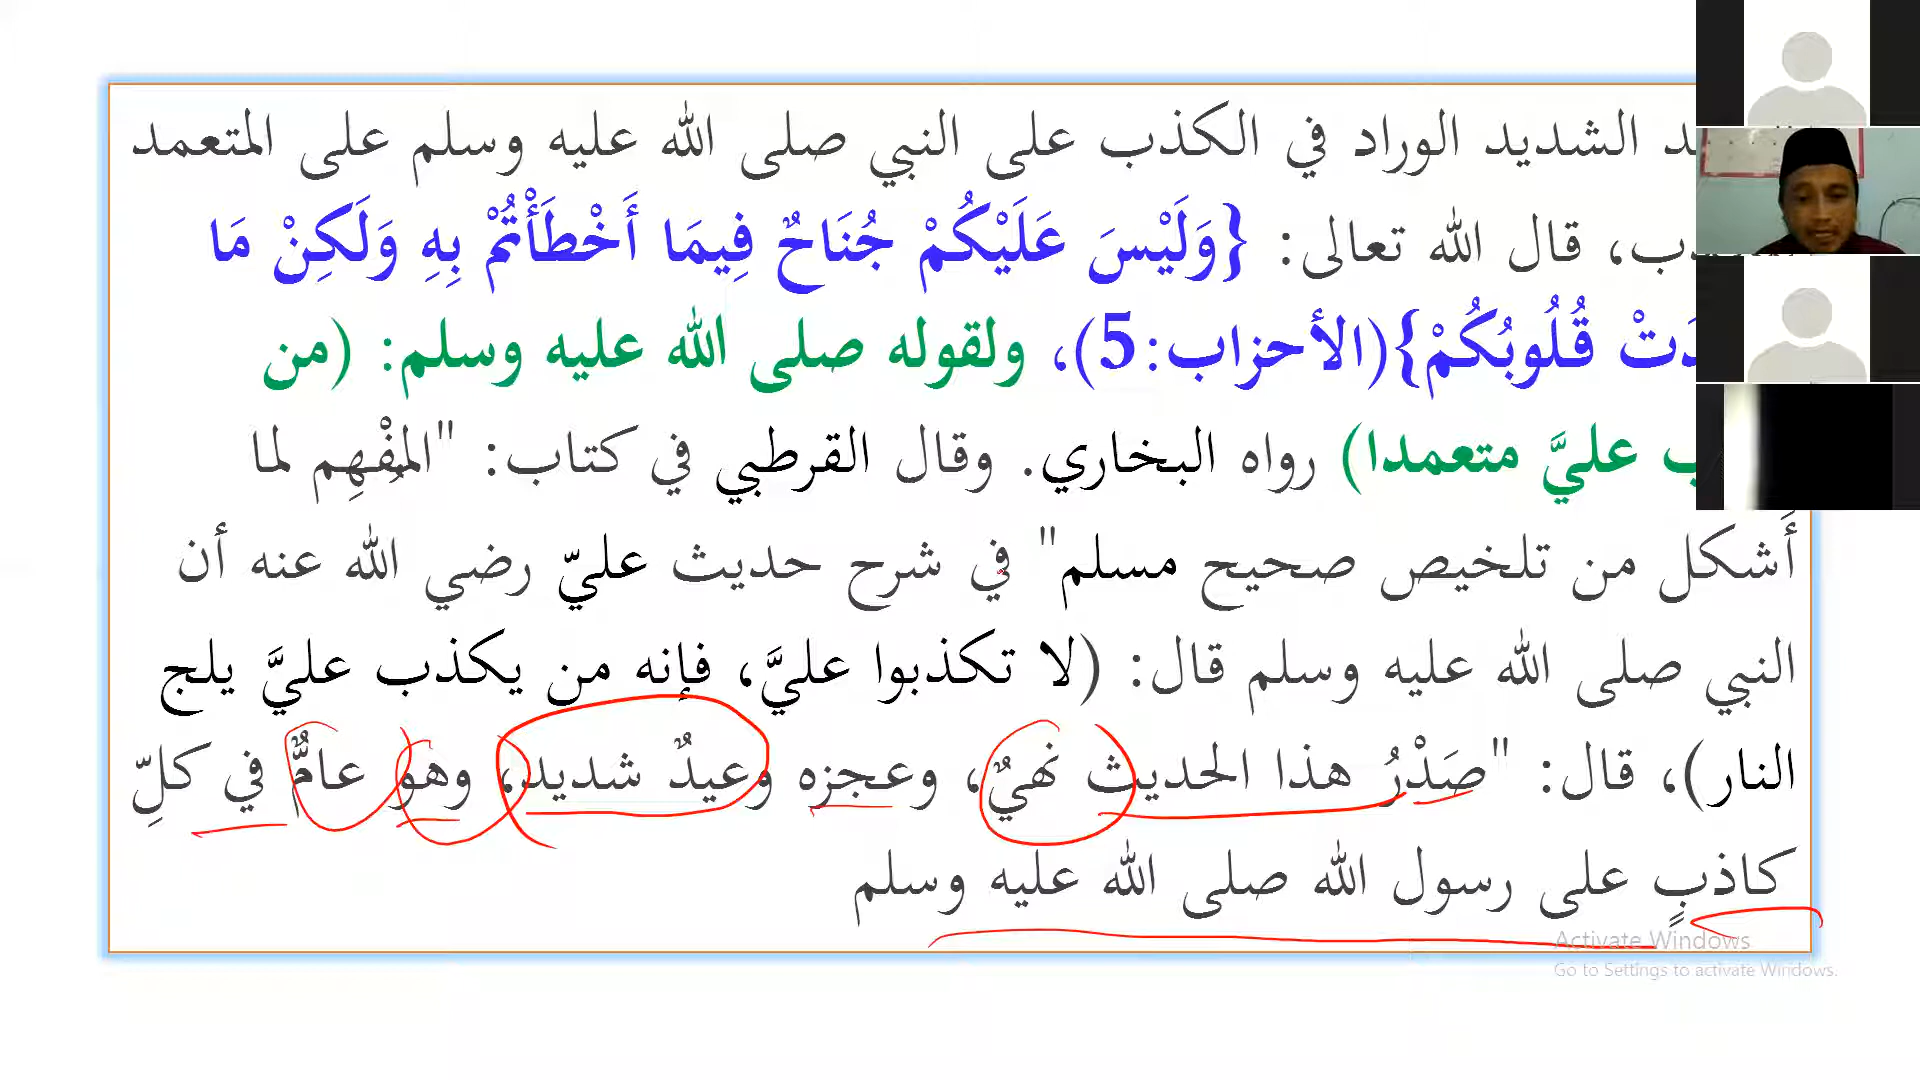 الشديد الوراد في الكذب على النبي صلى الله عليه وسلم على المتعمد
قال الله تعالى: {وَلَيْسَ عَلَيْكُمْ جُنَاحٌ فِيمَا أَخْطَأْتُمْ بِهِ وَلَكِنْ مَا
قُلُوبُكُمْ}(الأحزاب:5)، ولقوله صلى الله عليه وسلم: (من
عليَّ متعمدا) رواه البخاري. وقال القرطبي في كتاب: "المُفْهِم لما
أَشكل من تلخيص صحيح مسلم" في شرح حديث عليّ رضي الله عنه أن
النبي صلى الله عليه وسلم قال: (لا تكذبوا عليَّ، فإنه من يكذب عليَّ يلج
النار)، قال: "صَدْرُ هذا الحديث نهيٌ، وعجزه وعيدٌ شديد، وهو عامٌّ في كلِّ
كاذبٍ على رسول الله صلى الله عليه وسلم
Activate Windows
Go to Settings to activate Windows.